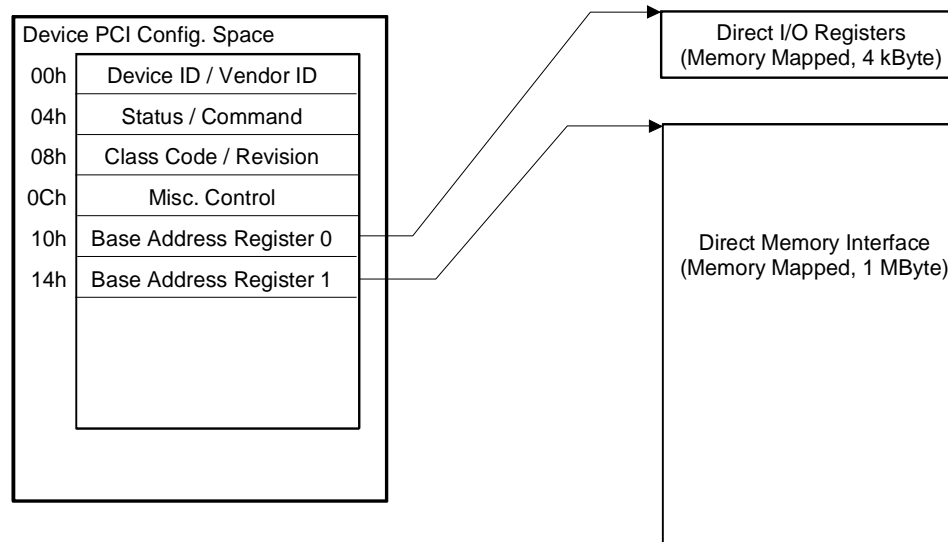 Device PCI Config. Space
00h Device ID / Vendor ID
04h Status / Command
08h Class Code / Revision
0Ch Misc. Control
10h Base Address Register 0
14h Base Address Register 1
Direct I/O Registers
(Memory Mapped, 4 kByte)
Direct Memory Interface
(Memory Mapped, 1 MByte)